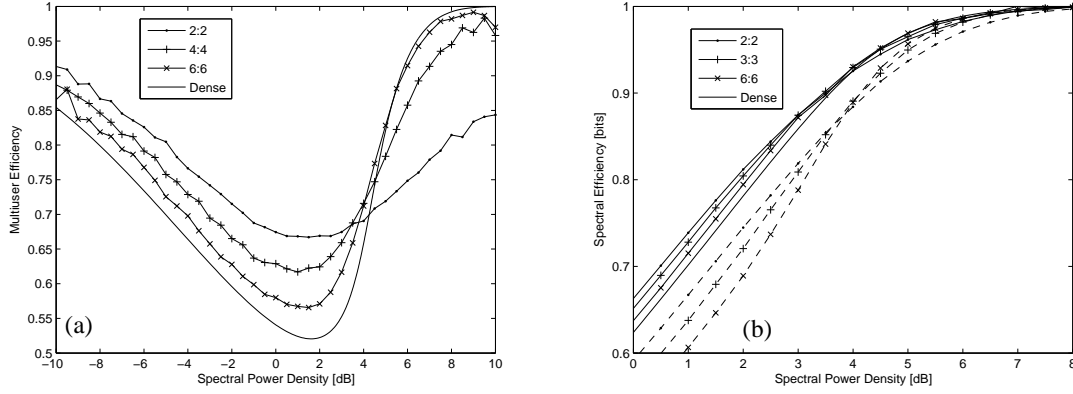 1
0.95
0.9
0.85
0.8
0.75
0.7
0.65
0.6
0.55
0.5
Multiuser Efficiency
2:2
4:4
6:6
Dense
(a)
−10 −8 −6 −4 −2 0 2 4 6 8 10
Spectral Power Density [dB]
1
0.9
0.8
0.7
0.6
Spectral Efficiency [bits]
2:2
3:3
6:6
Dense
(b)
0 1 2 3 4 5 6 7 8
Spectral Power Density [dB]